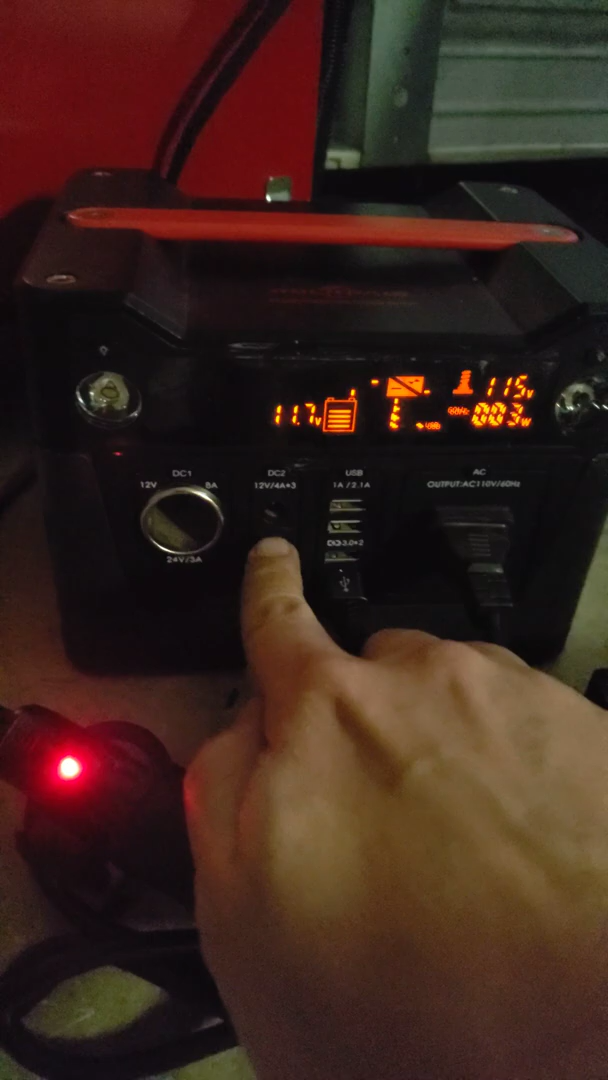 115v
11.7v
60Hz 003w
USB
DC1
12V 8A
24V/3A
DC2
12V/4A*3
USB
1A / 2.1A
3.0*2
AC
OUTPUT:AC110V/60Hz